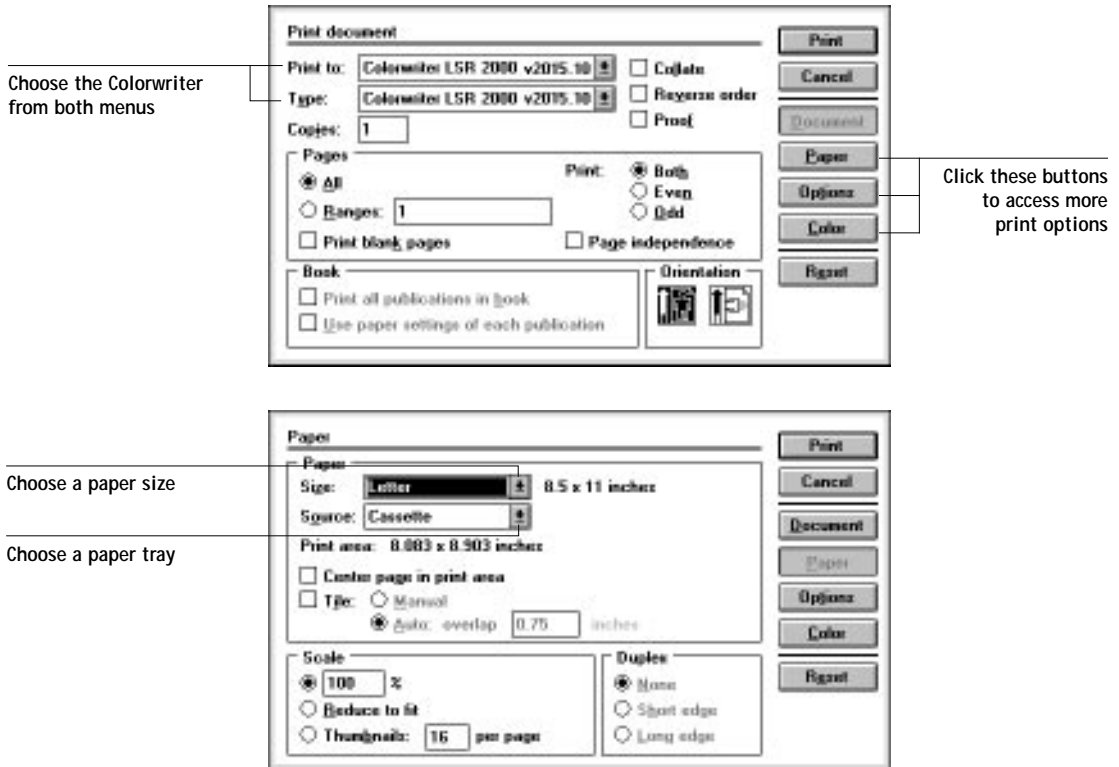 Print document
Print
Print to: Colorwriter LSR 2000 v2015.10
Collate
Cancel
Choose the Colorwriter
from both menus
Type: Colorwriter LSR 2000 v2015.10
Reverse order
Copies: 1
Proof
Document
Pages
Print:
Both
Paper
All
Even
Options
Click these buttons
to access more
print options
Ranges: 1
Odd
Print blank pages
Page independence
Color
Book
Orientation
Reset
Print all publications in book
Use paper settings of each publication
Paper
Print
Paper
Choose a paper size
Size: Letter 8.5 x 11 inches
Cancel
Source: Cassette
Document
Choose a paper tray
Print area: 8.083 x 8.903 inches
Paper
Center page in print area
Tile: Manual
Options
Auto: overlap 0.75 inches
Color
Scale
Duplex
Reset
100 %
None
Reduce to fit
Short edge
Thumbnails: 16 per page
Long edge